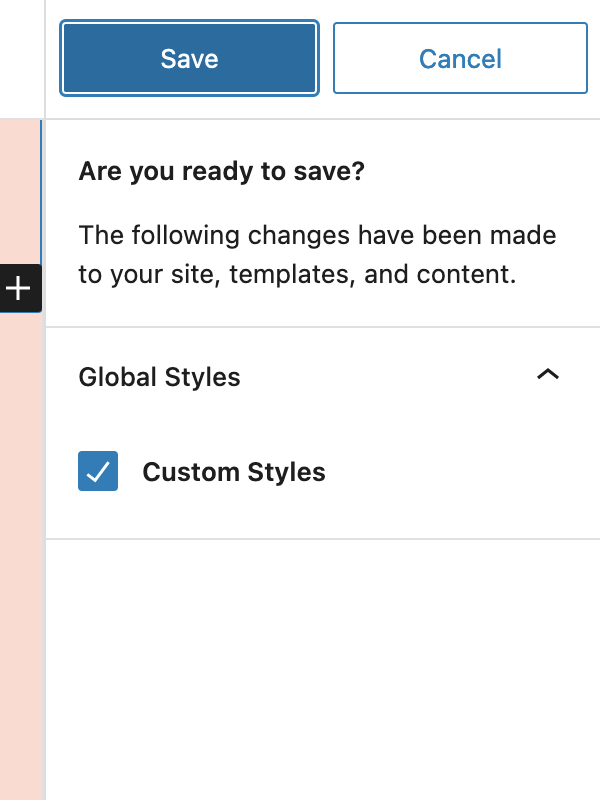 Save
Cancel
Are you ready to save?
The following changes have been made
to your site, templates, and content.
Global Styles
Custom Styles